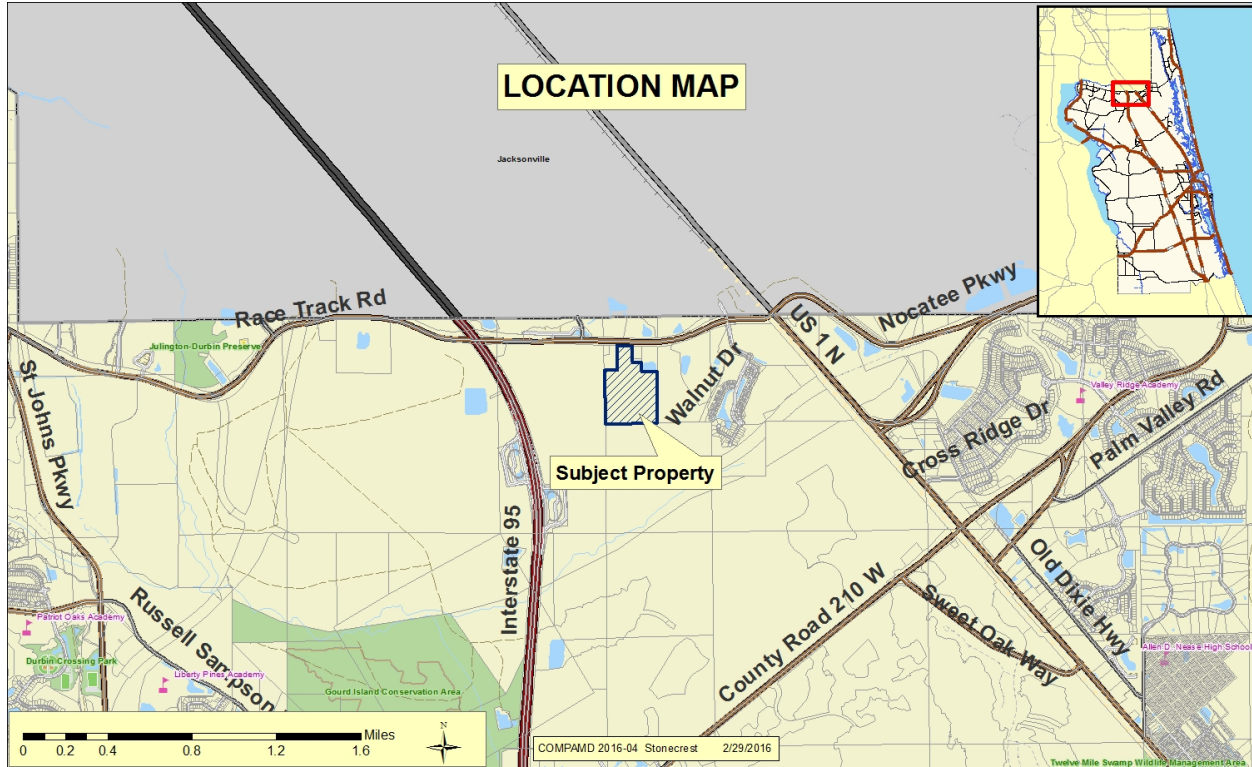 LOCATION MAP
Jacksonville
Race Track Rd
Nocatee Pkwy
US 1 N
Julington-Durbin Preserve
Walnut Dr
Valley Ridge Academy
St Johns Pkwy
Cross Ridge Dr
Palm Valley Rd
Subject Property
Interstate 95
Old Dixie Hwy
County Road 210 W
Sweet Oak Way
Russell Sampson
Patriot Oaks Academy
Durbin Crossing Park
Liberty Pines Academy
Gourd Island Conservation Area
Allen D. Nease High School
Miles
0 0.2 0.4 0.8 1.2 1.6
N
COMPAMD 2016-04 Stonecrest 2/29/2016
Twelve Mile Swamp Wildlife Management Area